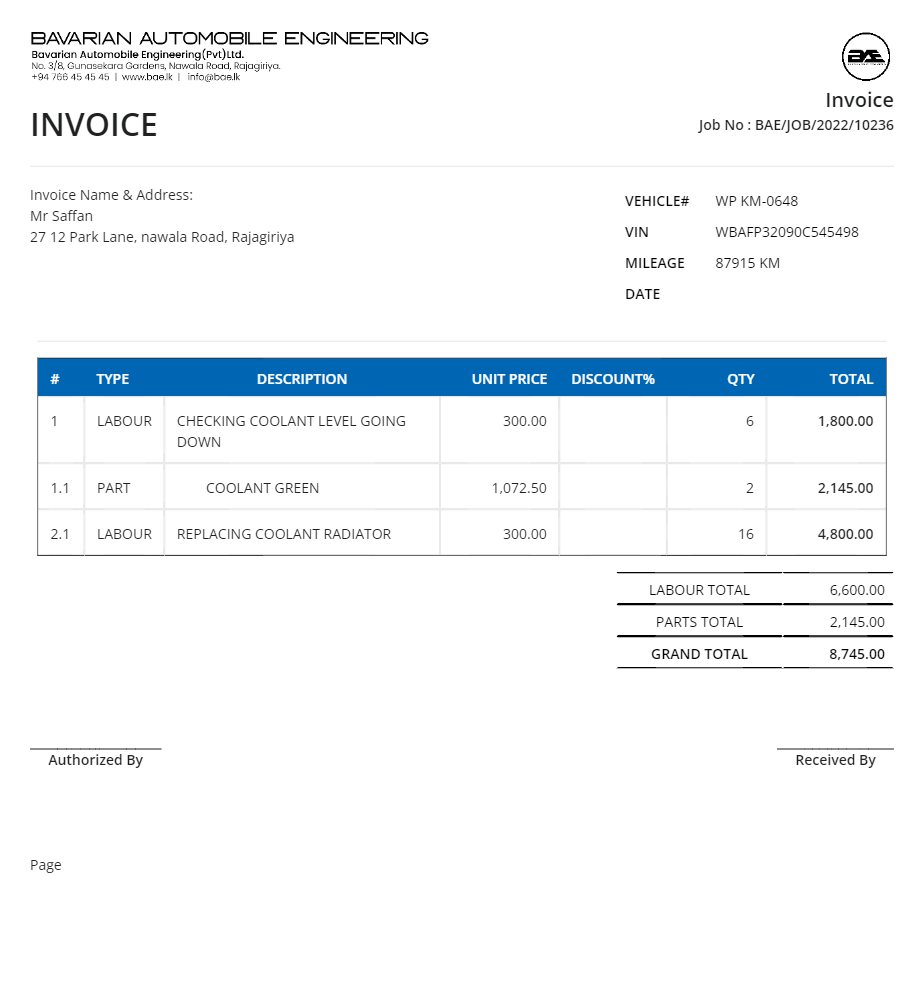 BAVARIAN AUTOMOBILE ENGINEERING
Bavarian Automobile Engineering(Pvt)Ltd.
No. 3/8, Gunasekara Gardens, Nawala Road, Rajagiriya.
+94 766 45 45 45 | www.bae.lk | info@bae.lk
BAE
Invoice
INVOICE
Job No : BAE/JOB/2022/10236
Invoice Name & Address:
Mr Saffan
27 12 Park Lane, nawala Road, Rajagiriya
VEHICLE# WP KM-0648
VIN WBAFP32090C545498
MILEAGE 87915 KM
DATE
# TYPE DESCRIPTION UNIT PRICE DISCOUNT% QTY TOTAL
1 LABOUR CHECKING COOLANT LEVEL GOING 300.00 6 1,800.00
DOWN
1.1 PART COOLANT GREEN 1,072.50 2 2,145.00
2.1 LABOUR REPLACING COOLANT RADIATOR 300.00 16 4,800.00
LABOUR TOTAL 6,600.00
PARTS TOTAL 2,145.00
GRAND TOTAL 8,745.00
Authorized By Received By
Page